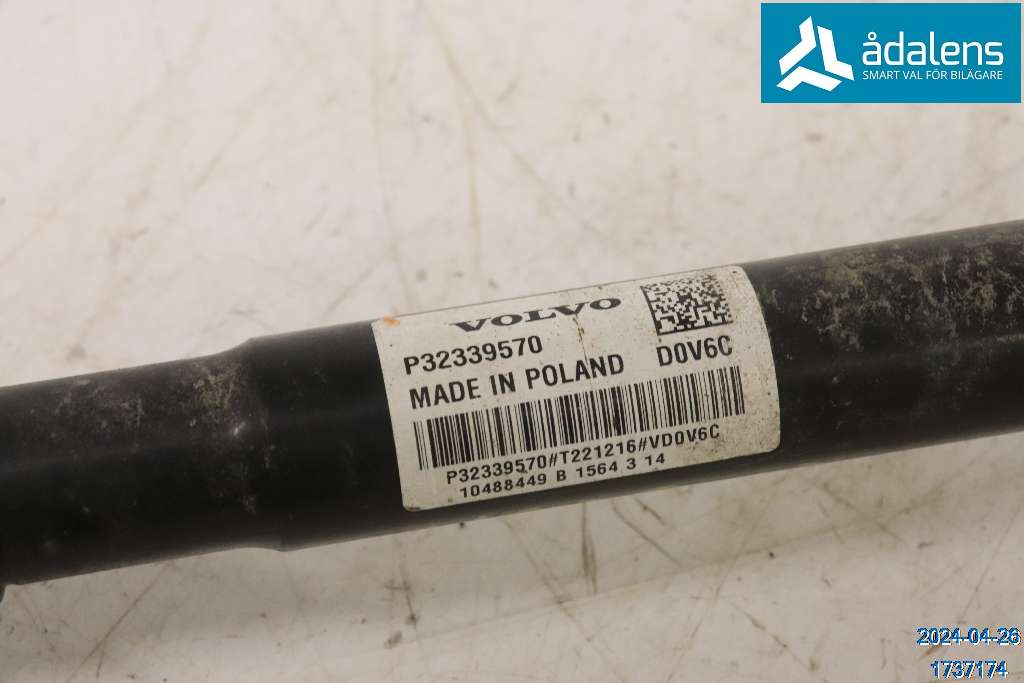 ådalens
SMART VAL FÖR BILÄGARE
VOLVO
P32339570
MADE IN POLAND D0V6C
P32339570#T221216#VD0V6C
10488449 B 1564 3 14
2024-04-26
1737174